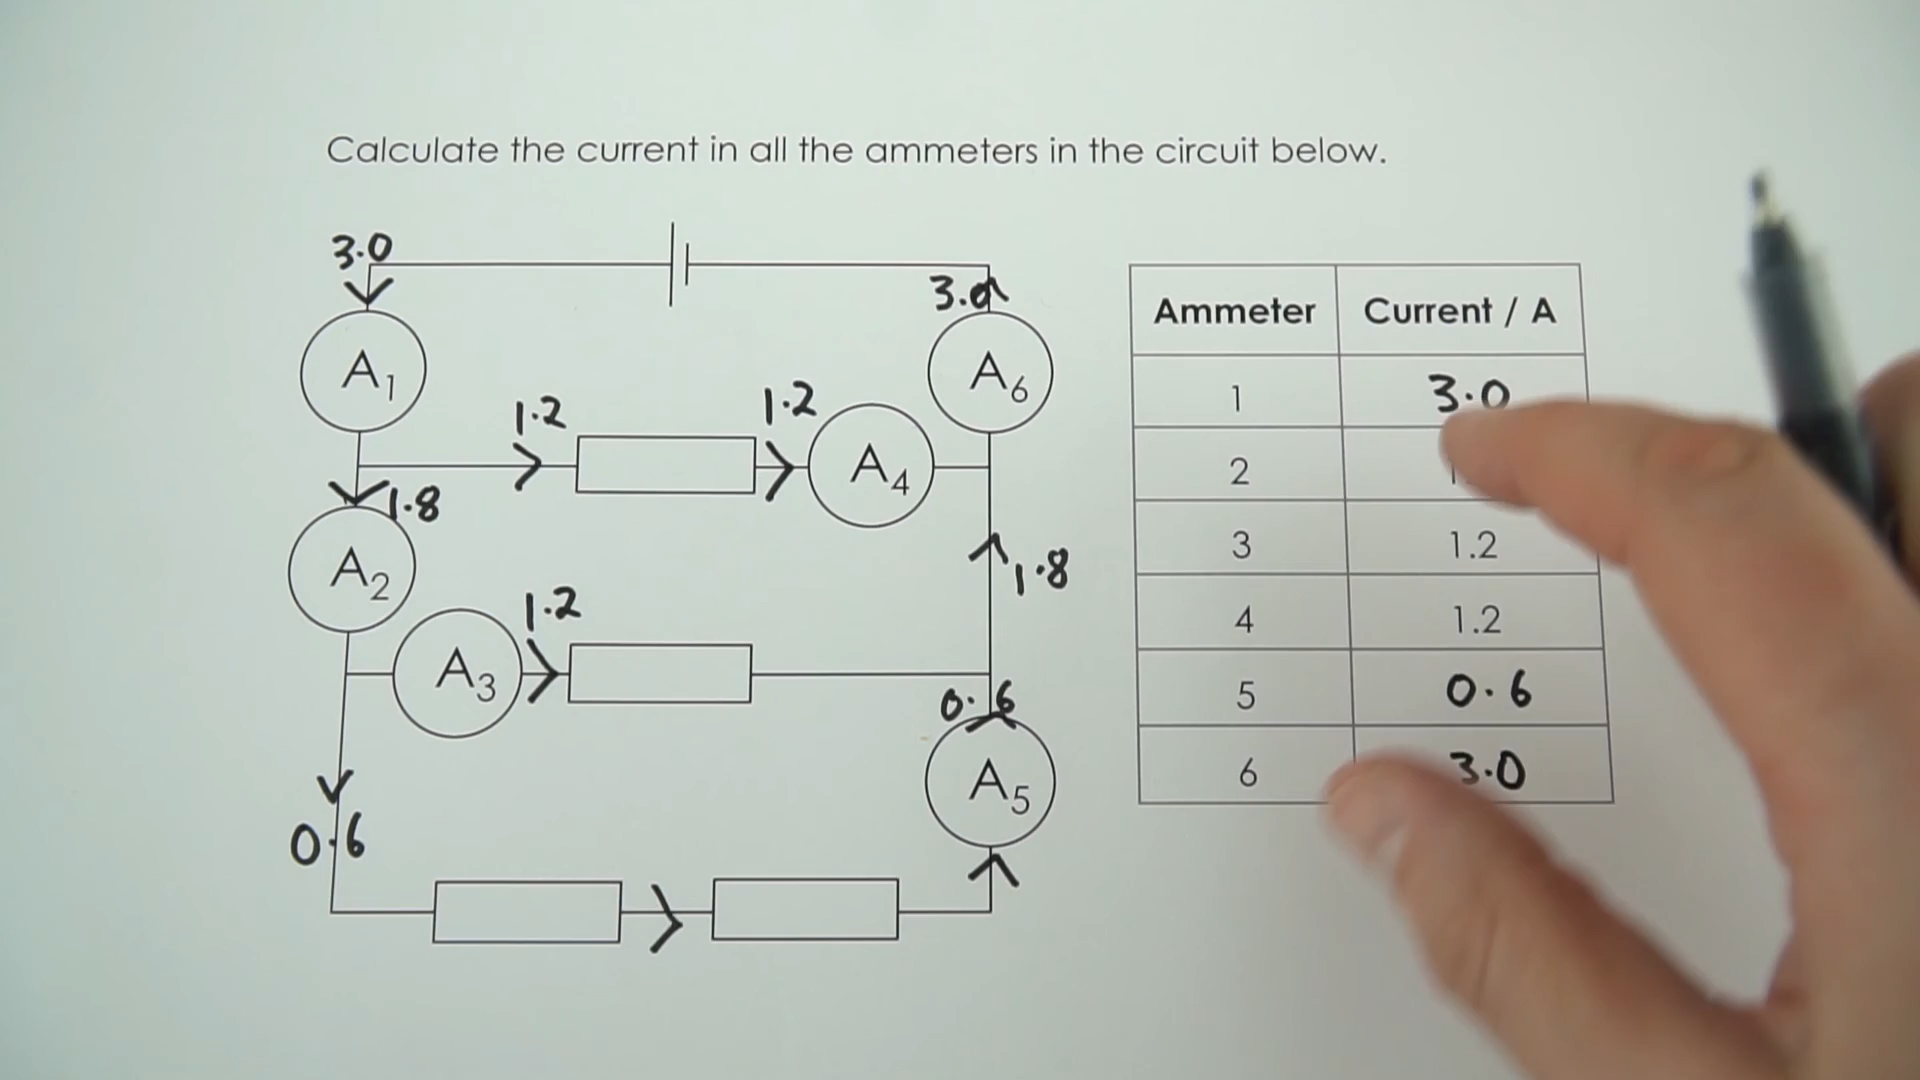 Calculate the current in all the ammeters in the circuit below.
3.0
3.0
A1
A6
1.2
1.2
A4
1.8
A2
1.8
1.2
A3
0.6
A5
0.6
Ammeter Current / A
1 3.0
2
3 1.2
4 1.2
5 0.6
6 3.0